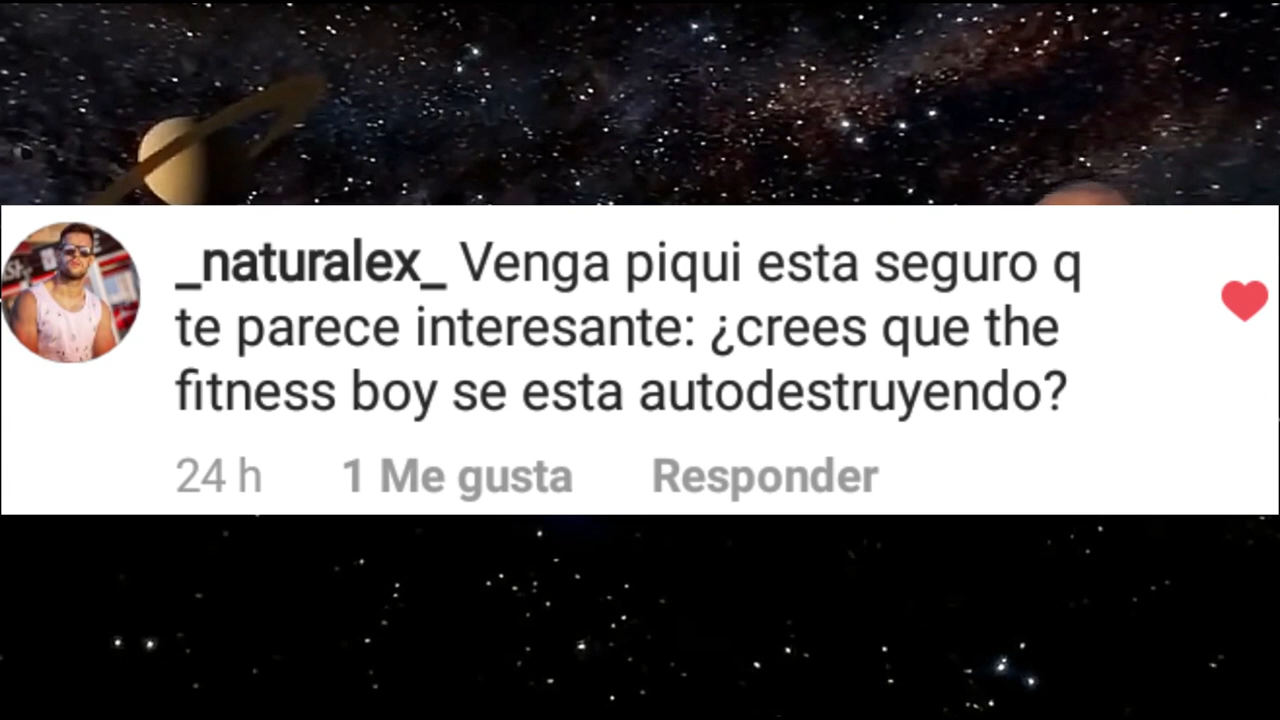 _naturalex_ Venga piqui esta seguro q
te parece interesante: ¿crees que the
fitness boy se esta autodestruyendo?
24 h 1 Me gusta Responder